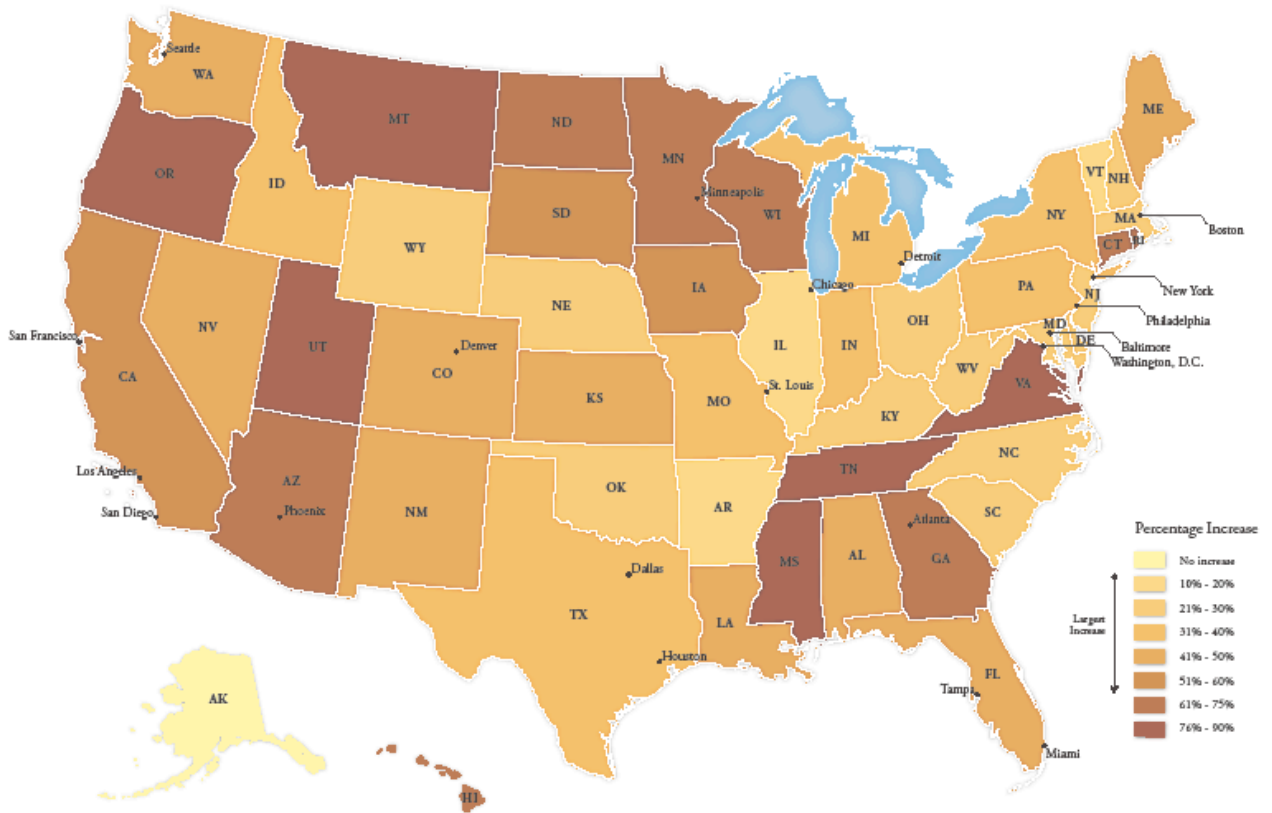 Seattle
WA
MT
ND
MN
ME
OR
ID
Minneapolis
WI
VT
NH
SD
NY
MA
Boston
WY
MI
CT
RI
Detroit
IA
Chicago
New York
PA
NJ
Philadelphia
NE
OH
San Francisco
NV
MD
Baltimore
DE
Washington, D.C.
UT
Denver
CO
IL
IN
WV
CA
St. Louis
VA
KS
MO
KY
NC
TN
Los Angeles
AZ
OK
San Diego
Phoenix
NM
AR
SC
Atlanta
MS
AL
GA
Dallas
TX
LA
Houston
FL
Tampa
Miami
AK
HI
Percentage Increase
No increase
10% - 20%
21% - 30%
31% - 40%
41% - 50%
51% - 60%
61% - 75%
76% - 90%
Largest
Increase